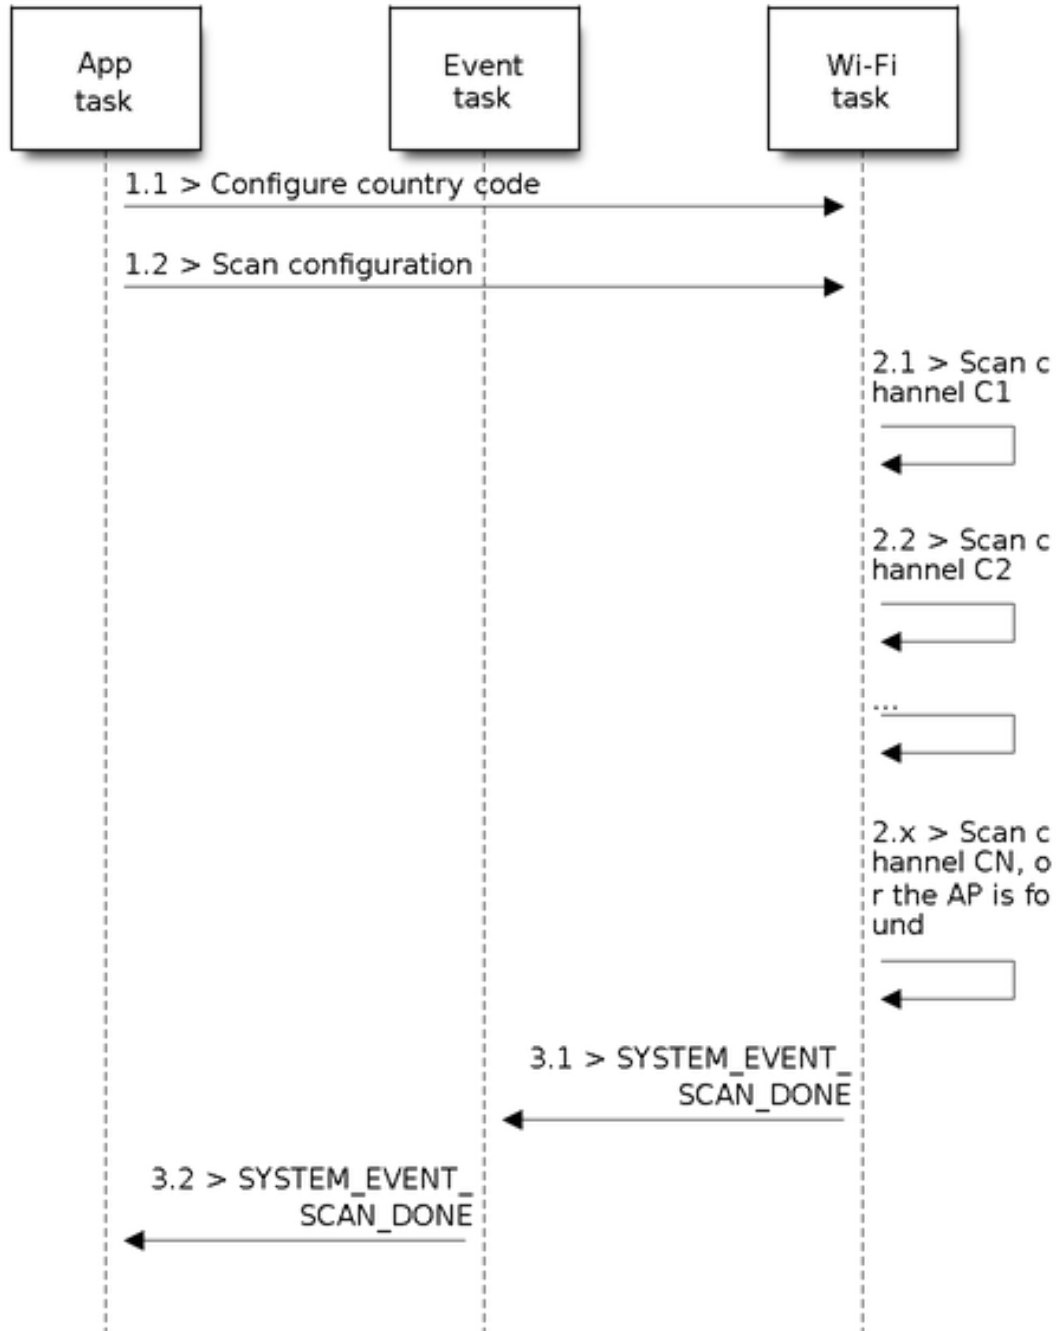 App
task
Event
task
Wi-Fi
task
1.1 > Configure country code
1.2 > Scan configuration
2.1 > Scan c
hannel C1
2.2 > Scan c
hannel C2
...
2.x > Scan c
hannel CN, o
r the AP is fo
und
3.1 > SYSTEM_EVENT_
SCAN_DONE
3.2 > SYSTEM_EVENT_
SCAN_DONE